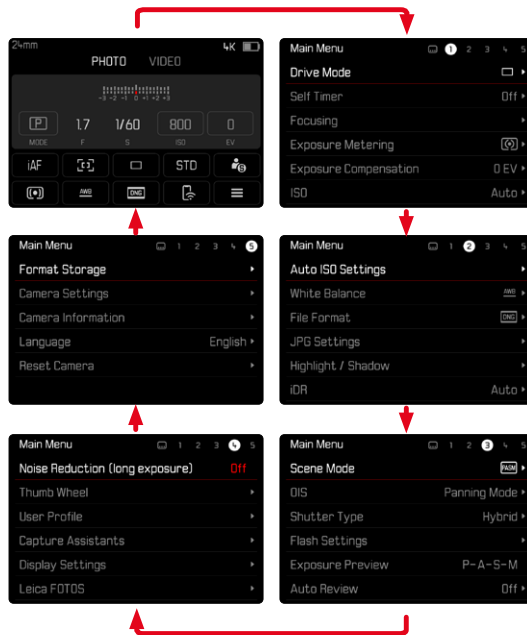 24mm 4K
PHOTO VIDEO
-3 -2 -1 0 +1 +2 +3
P 1.7 1/60 800 0
MODE F S ISO EV
iAF STD
AWB DNG
Main Menu 1 2 3 4 5
Drive Mode
Self Timer Off
Focusing
Exposure Metering
Exposure Compensation 0 EV
ISO Auto
Main Menu 1 2 3 4 5
Format Storage
Camera Settings
Camera Information
Language English
Reset Camera
Main Menu 1 2 3 4 5
Auto ISO Settings
White Balance AWB
File Format DNG
JPG Settings
Highlight / Shadow
iDR Auto
Main Menu 1 2 3 4 5
Noise Reduction (long exposure) Off
Thumb Wheel
User Profile
Capture Assistants
Display Settings
Leica FOTOS
Main Menu 1 2 3 4 5
Scene Mode PASM
OIS Panning Mode
Shutter Type Hybrid
Flash Settings
Exposure Preview P-A-S-M
Auto Review Off